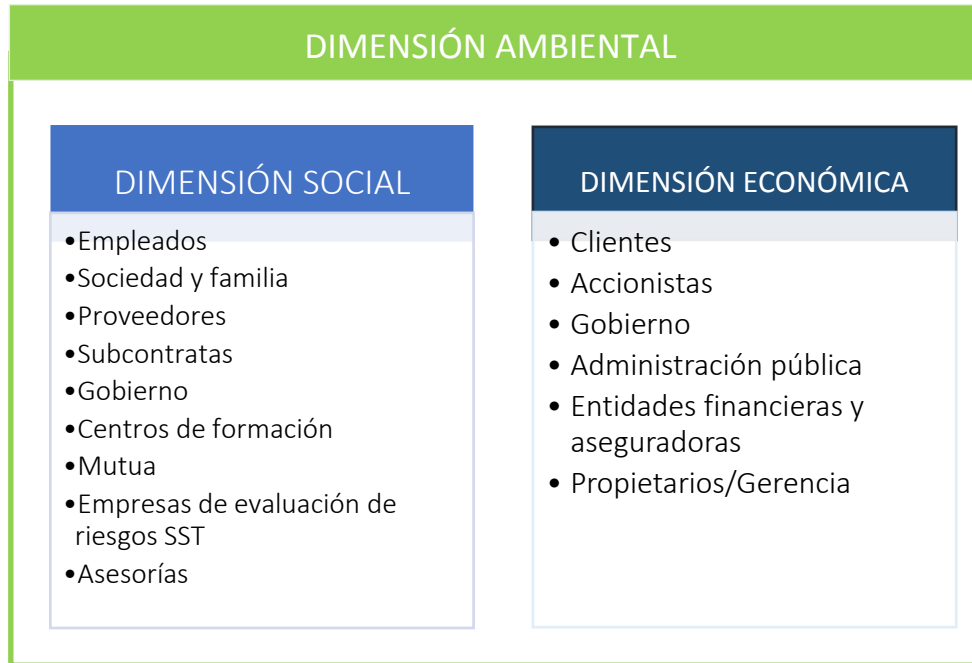 DIMENSIÓN AMBIENTAL
DIMENSIÓN SOCIAL
•Empleados
•Sociedad y familia
•Proveedores
•Subcontratas
•Gobierno
•Centros de formación
•Mutua
•Empresas de evaluación de
riesgos SST
•Asesorías
DIMENSIÓN ECONÓMICA
• Clientes
• Accionistas
• Gobierno
• Administración pública
• Entidades financieras y
aseguradoras
• Propietarios/Gerencia